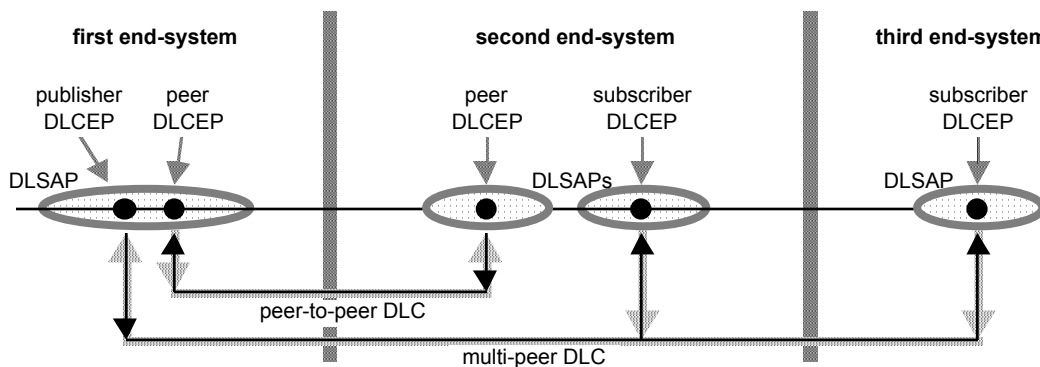 first end-system
second end-system
third end-system
publisher
DLCEP
peer
DLCEP
peer
DLCEP
subscriber
DLCEP
subscriber
DLCEP
DLSAP
DLSAPs
DLSAP
peer-to-peer DLC
multi-peer DLC